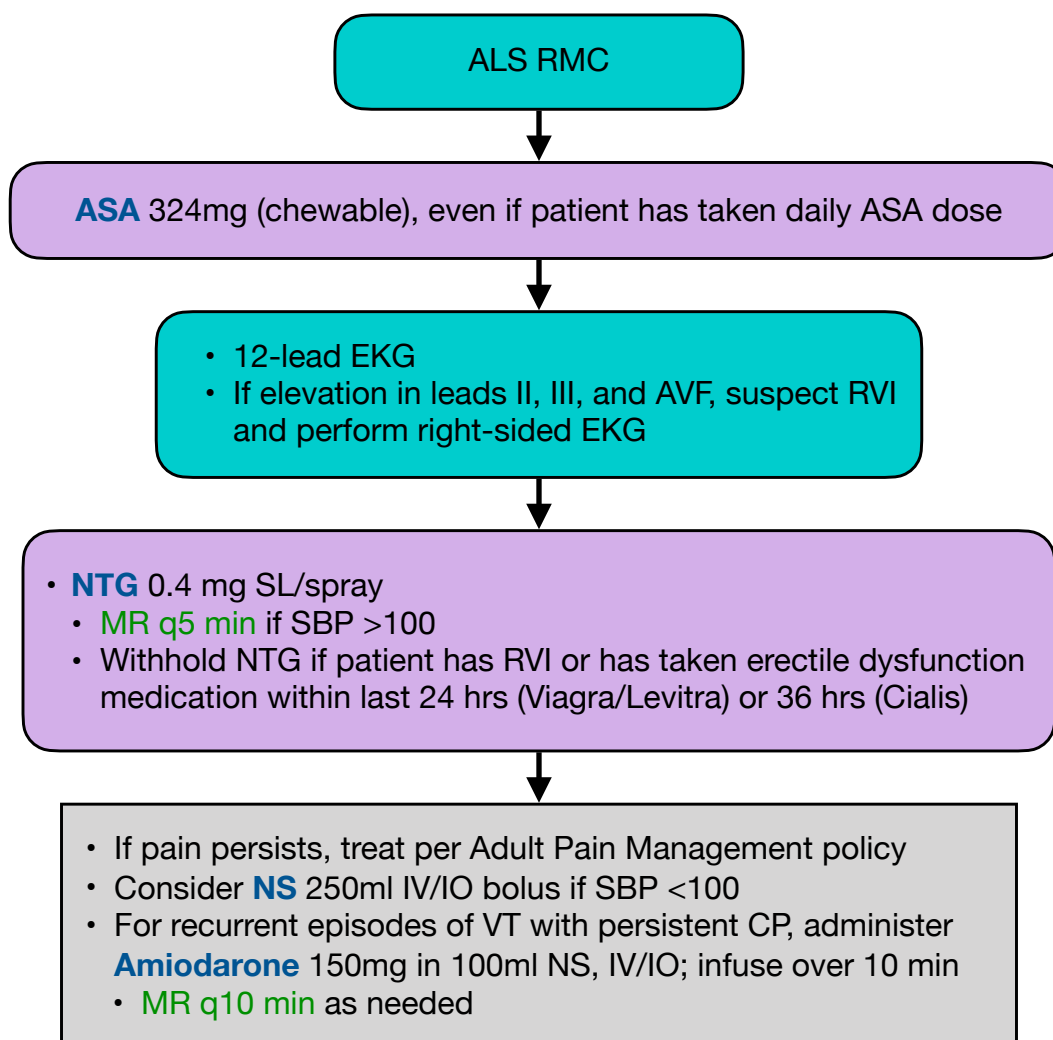 ALS RMC
ASA 324mg (chewable), even if patient has taken daily ASA dose
• 12-lead EKG
• If elevation in leads II, III, and AVF, suspect RVI
and perform right-sided EKG
• NTG 0.4 mg SL/spray
• MR q5 min if SBP >100
• Withhold NTG if patient has RVI or has taken erectile dysfunction
medication within last 24 hrs (Viagra/Levitra) or 36 hrs (Cialis)
• If pain persists, treat per Adult Pain Management policy
• Consider NS 250ml IV/IO bolus if SBP <100
• For recurrent episodes of VT with persistent CP, administer
Amiodarone 150mg in 100ml NS, IV/IO; infuse over 10 min
• MR q10 min as needed